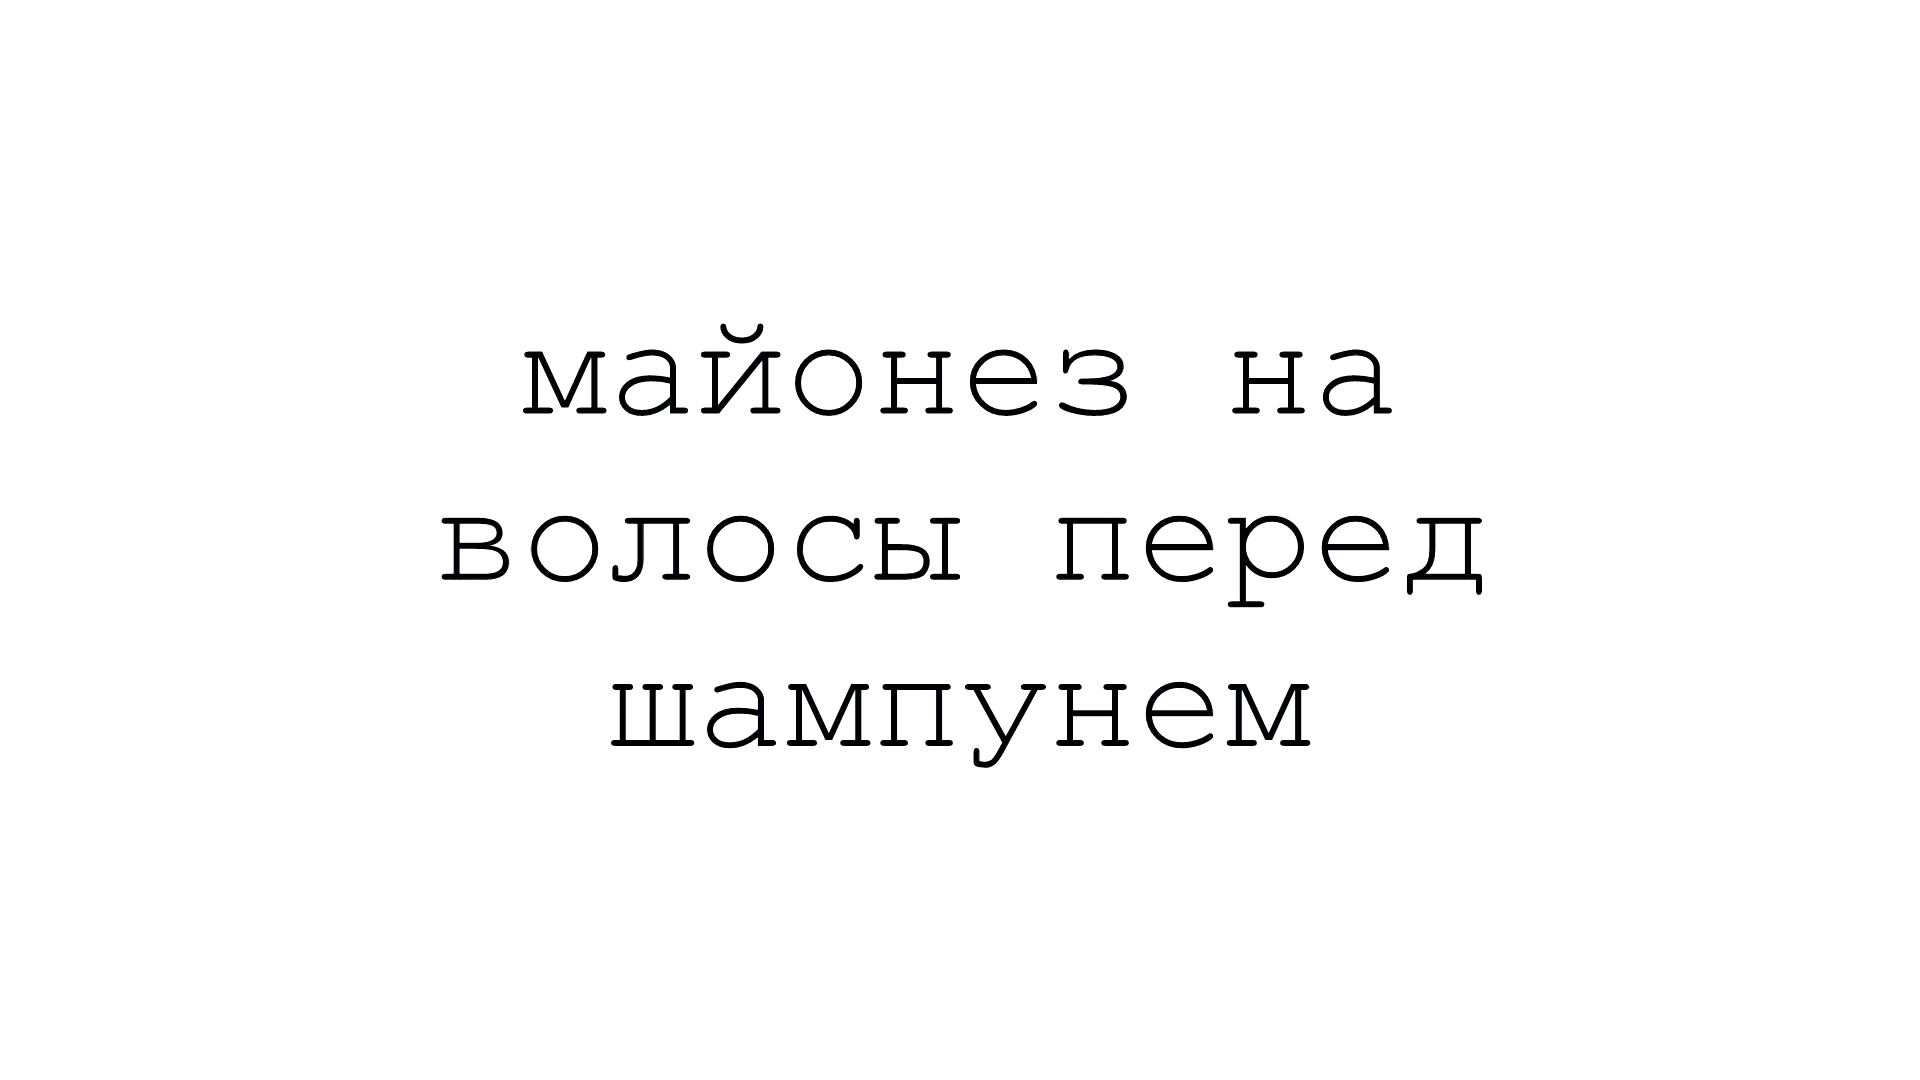 майонез на
волосы перед
шампунем